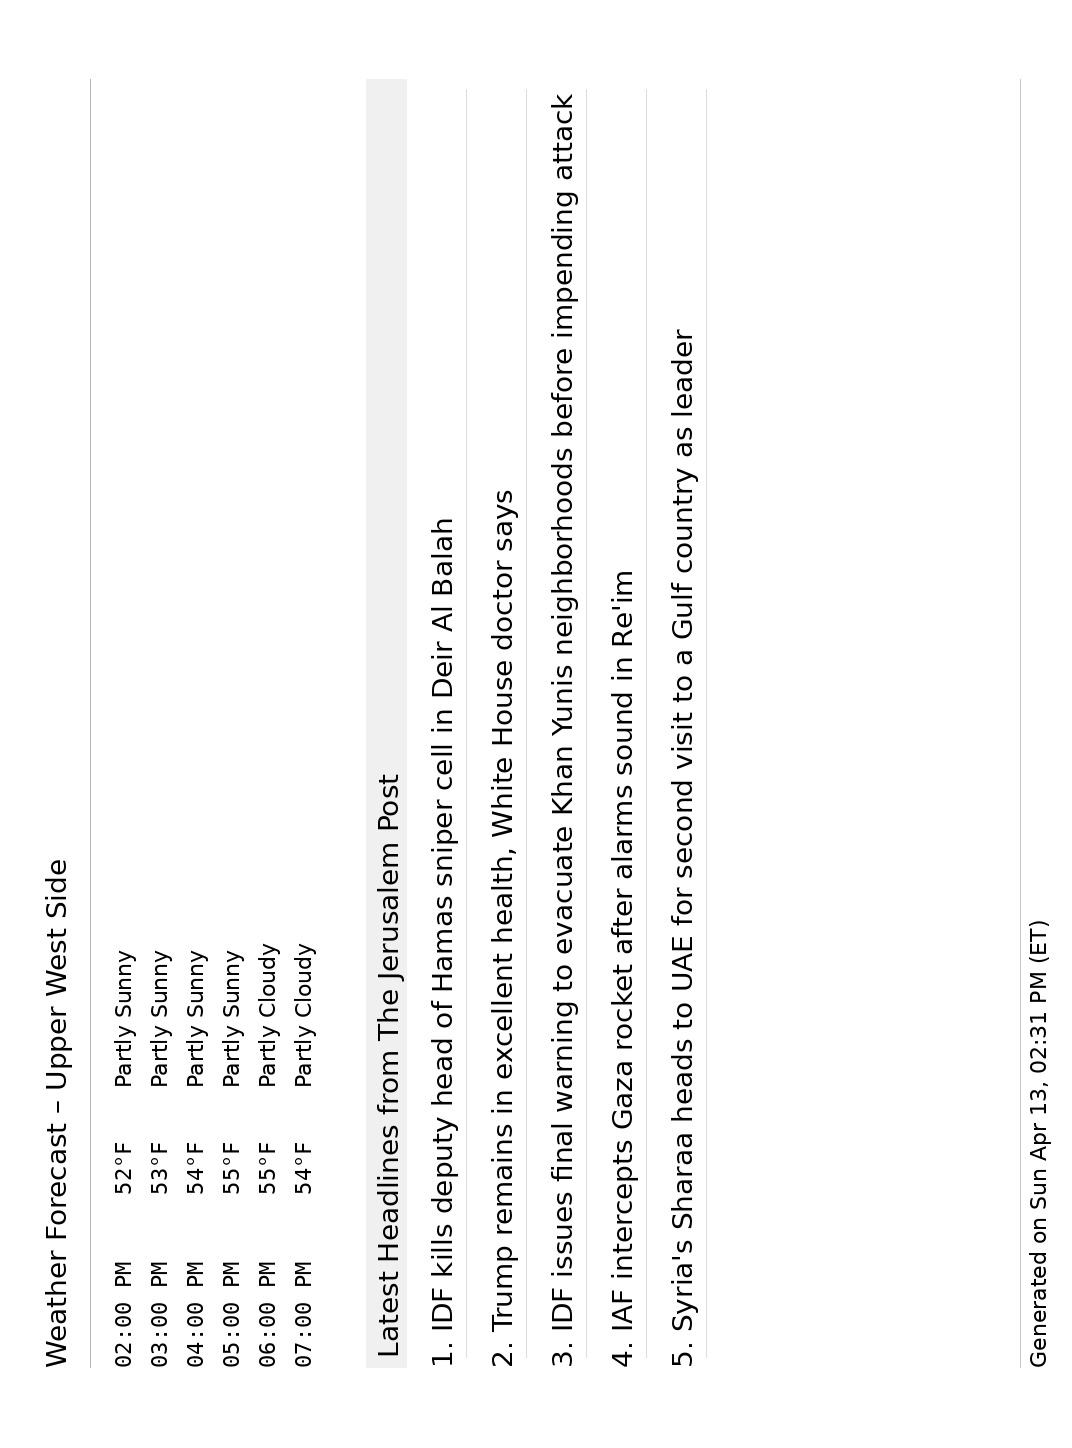 Weather Forecast – Upper West Side
02:00 PM 52°F Partly Sunny
03:00 PM 53°F Partly Sunny
04:00 PM 54°F Partly Sunny
05:00 PM 55°F Partly Sunny
06:00 PM 55°F Partly Cloudy
07:00 PM 54°F Partly Cloudy
Latest Headlines from The Jerusalem Post
1. IDF kills deputy head of Hamas sniper cell in Deir Al Balah
2. Trump remains in excellent health, White House doctor says
3. IDF issues final warning to evacuate Khan Yunis neighborhoods before impending attack
4. IAF intercepts Gaza rocket after alarms sound in Re'im
5. Syria's Sharaa heads to UAE for second visit to a Gulf country as leader
Generated on Sun Apr 13, 02:31 PM (ET)